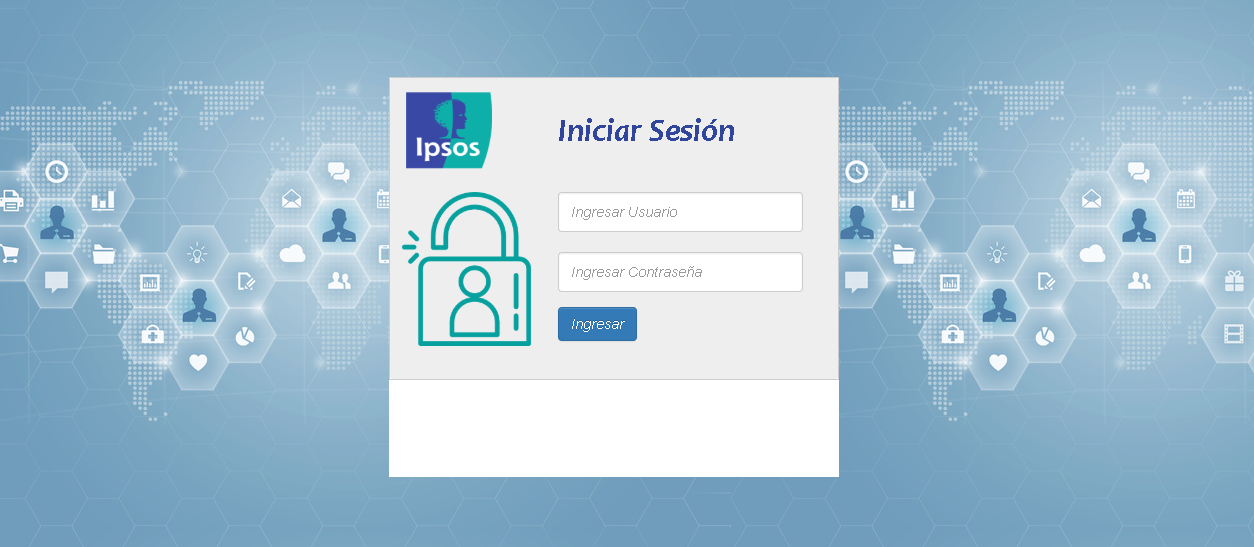 Ipsos
Iniciar Sesión
Ingresar Usuario
Ingresar Contraseña
Ingresar